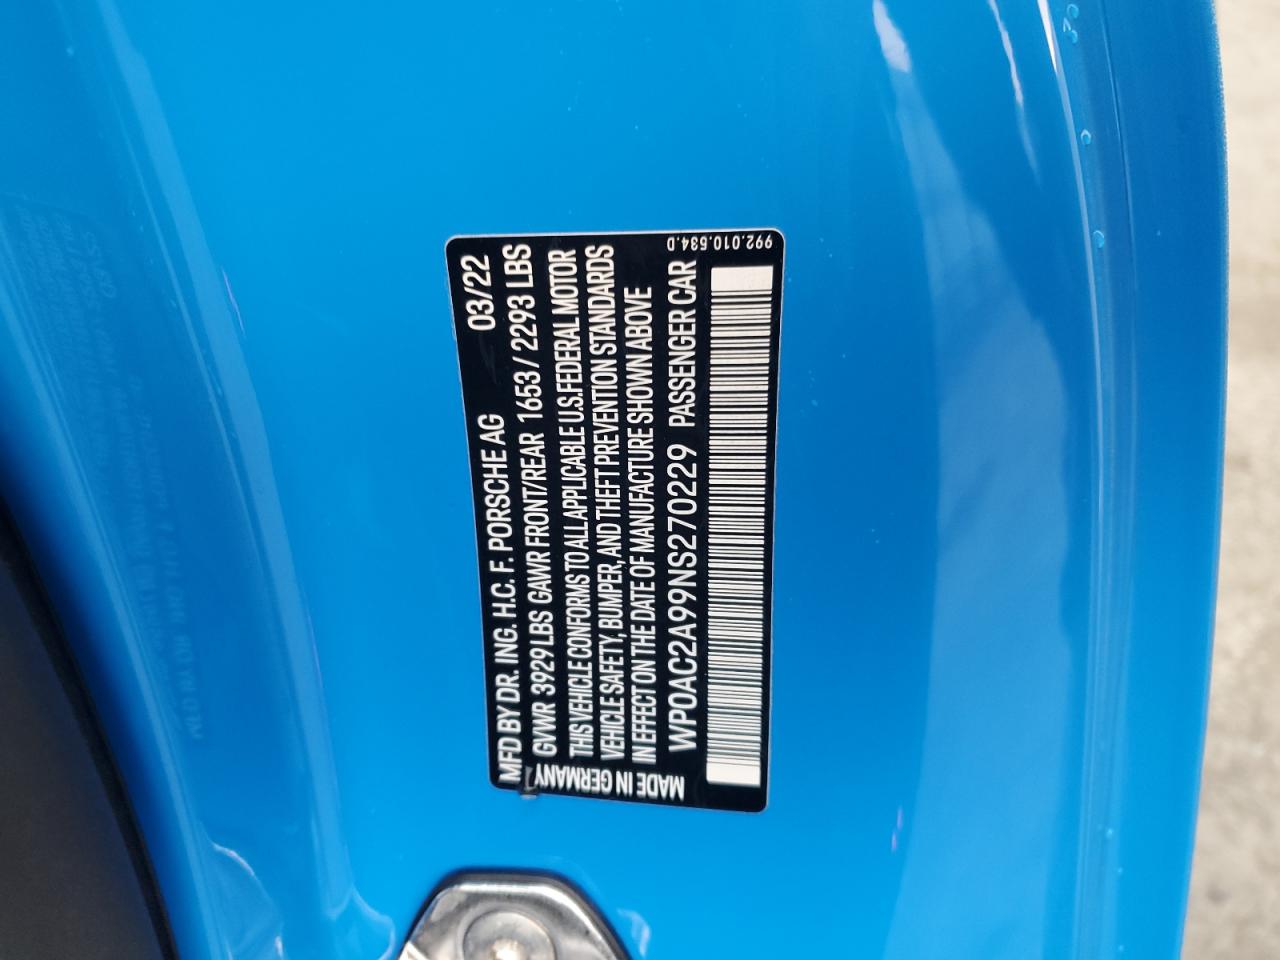 MFD BY DR. ING. H.C. F. PORSCHE AG 03/22
GVWR 3929 LBS GAWR FRONT/REAR 1653 / 2293 LBS
THIS VEHICLE CONFORMS TO ALL APPLICABLE U.S. FEDERAL MOTOR
VEHICLE SAFETY, BUMPER, AND THEFT PREVENTION STANDARDS
IN EFFECT ON THE DATE OF MANUFACTURE SHOWN ABOVE
WP0AC2A99NS270229 PASSENGER CAR
MADE IN GERMANY
992.010.534.D